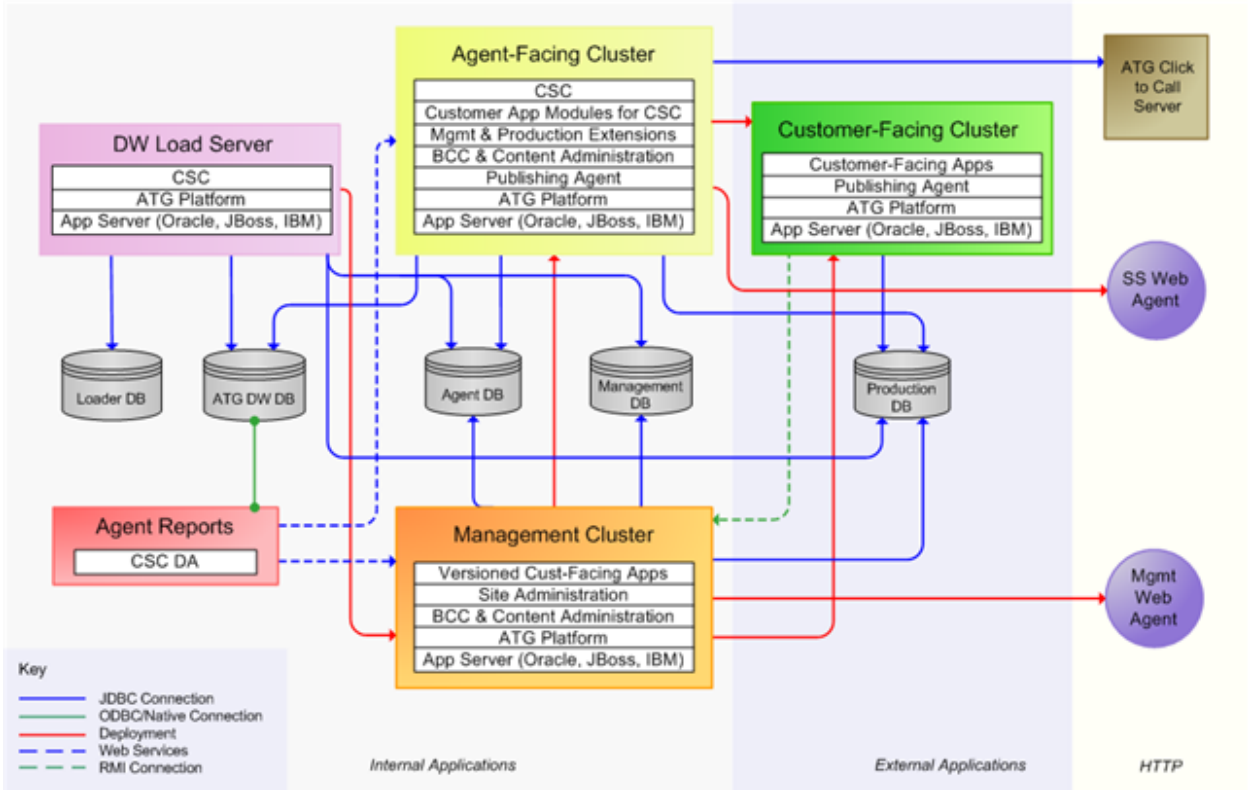 Agent-Facing Cluster
CSC
Customer App Modules for CSC
Mgmt & Production Extensions
BCC & Content Administration
Publishing Agent
ATG Platform
App Server (Oracle, JBoss, IBM)
ATG Click
to Call
Server
DW Load Server
CSC
ATG Platform
App Server (Oracle, JBoss, IBM)
Customer-Facing Cluster
Customer-Facing Apps
Publishing Agent
ATG Platform
App Server (Oracle, JBoss, IBM)
SS Web
Agent
Loader DB
ATG DW DB
Agent DB
Management
DB
Production
DB
Agent Reports
CSC DA
Management Cluster
Versioned Cust-Facing Apps
Site Administration
BCC & Content Administration
ATG Platform
App Server (Oracle, JBoss, IBM)
Mgmt
Web
Agent
Key
JDBC Connection
ODBC/Native Connection
Deployment
Web Services
RMI Connection
Internal Applications
External Applications
HTTP